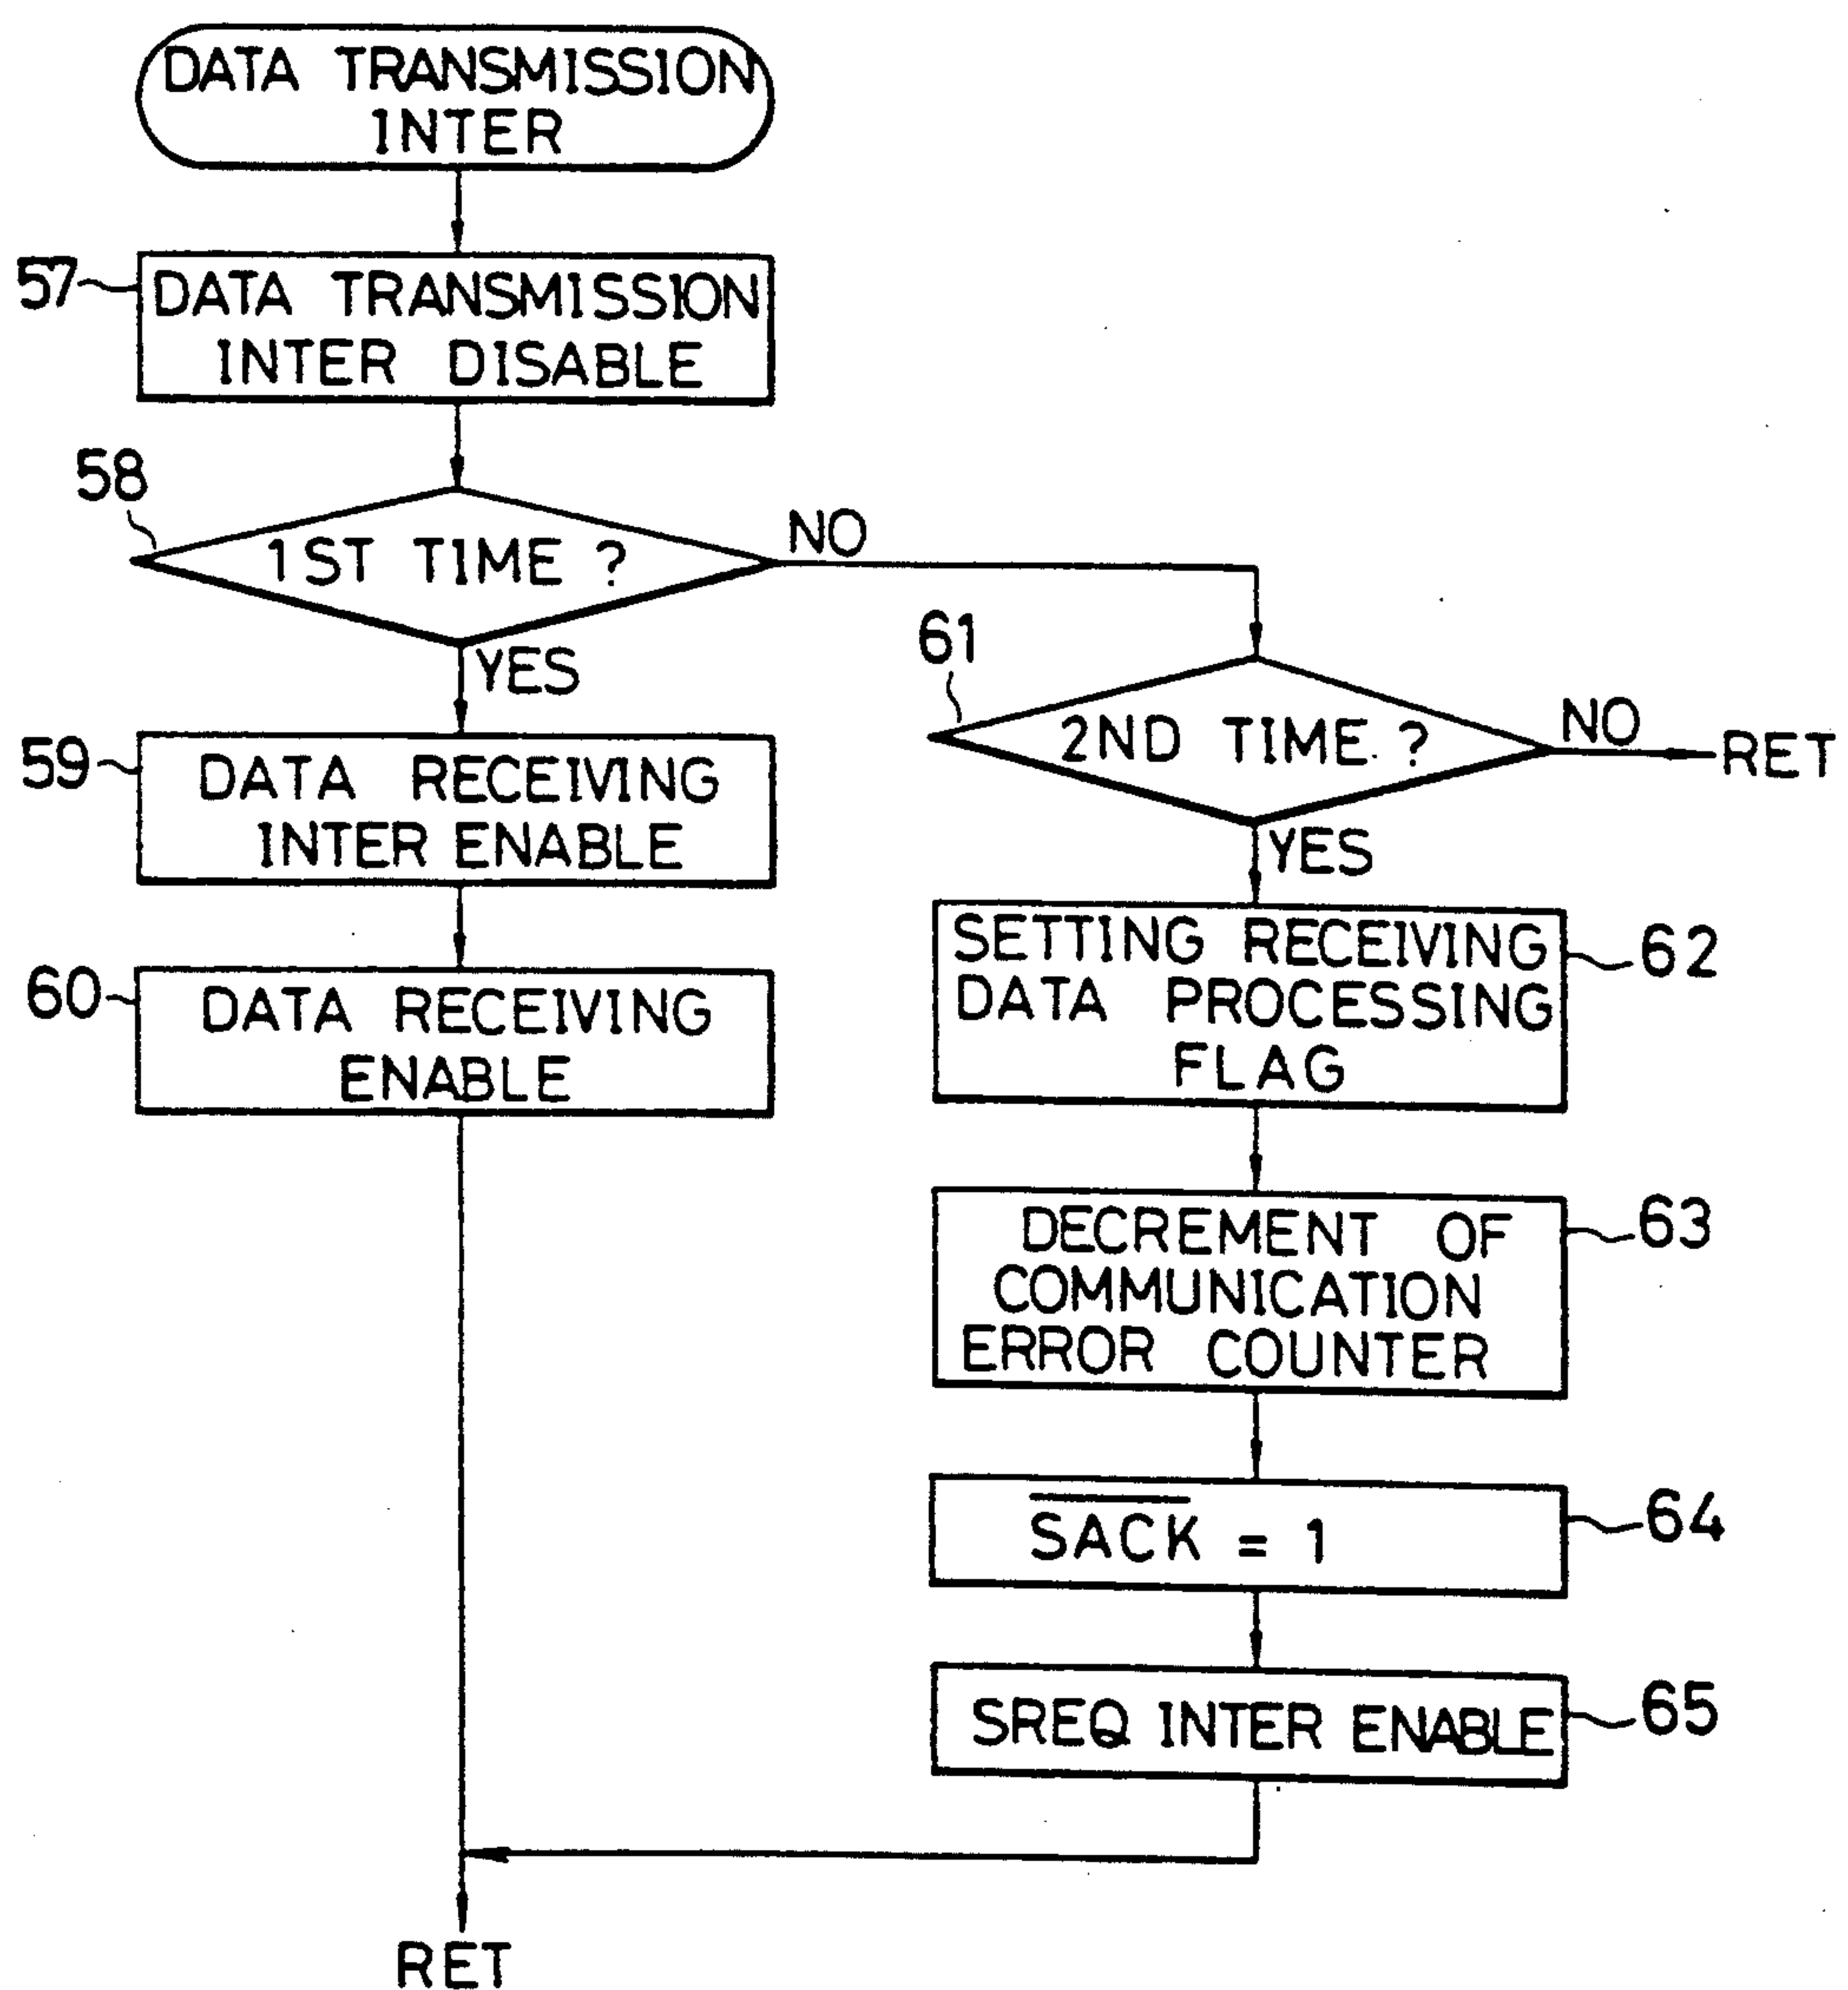 DATA TRANSMISSION
INTER
57
DATA TRANSMISSION
INTER DISABLE
58
1ST TIME ?
NO
YES
59
DATA RECEIVING
INTER ENABLE
60
DATA RECEIVING
ENABLE
61
2ND TIME ?
NO
RET
YES
SETTING RECEIVING
DATA PROCESSING
FLAG
62
DECREMENT OF
COMMUNICATION
ERROR COUNTER
63
S̅A̅C̅K̅ = 1
64
SREQ INTER ENABLE
65
RET